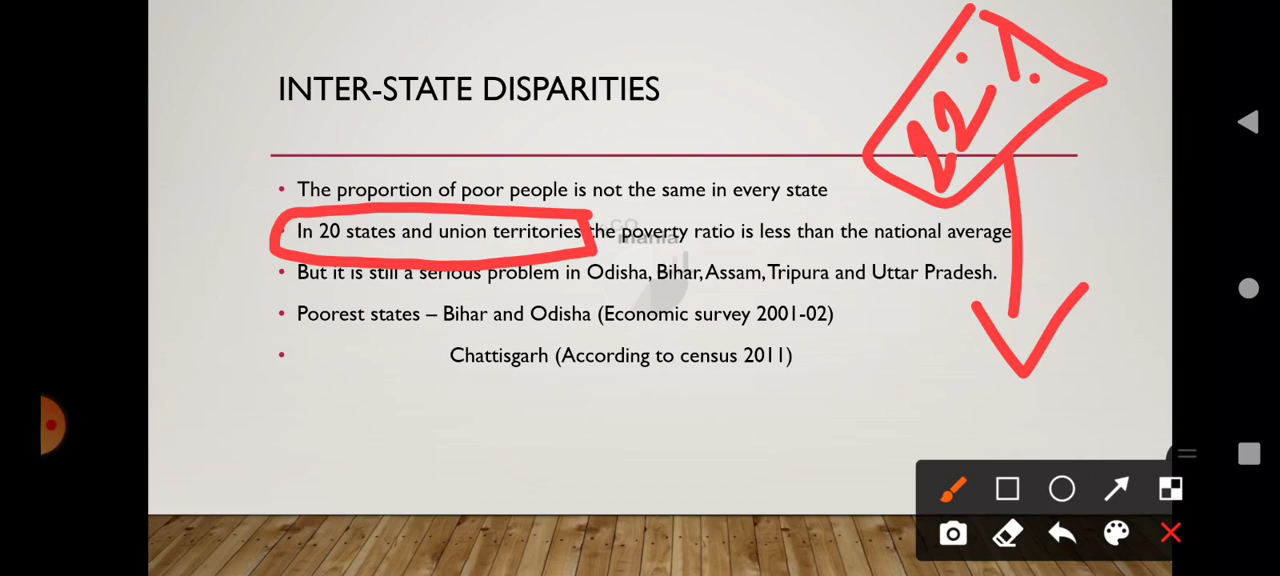 INTER-STATE DISPARITIES
22%
• The proportion of poor people is not the same in every state
• In 20 states and union territories the poverty ratio is less than the national average
• But it is still a serious problem in Odisha, Bihar, Assam, Tripura and Uttar Pradesh.
• Poorest states – Bihar and Odisha (Economic survey 2001-02)
• Chattisgarh (According to census 2011)